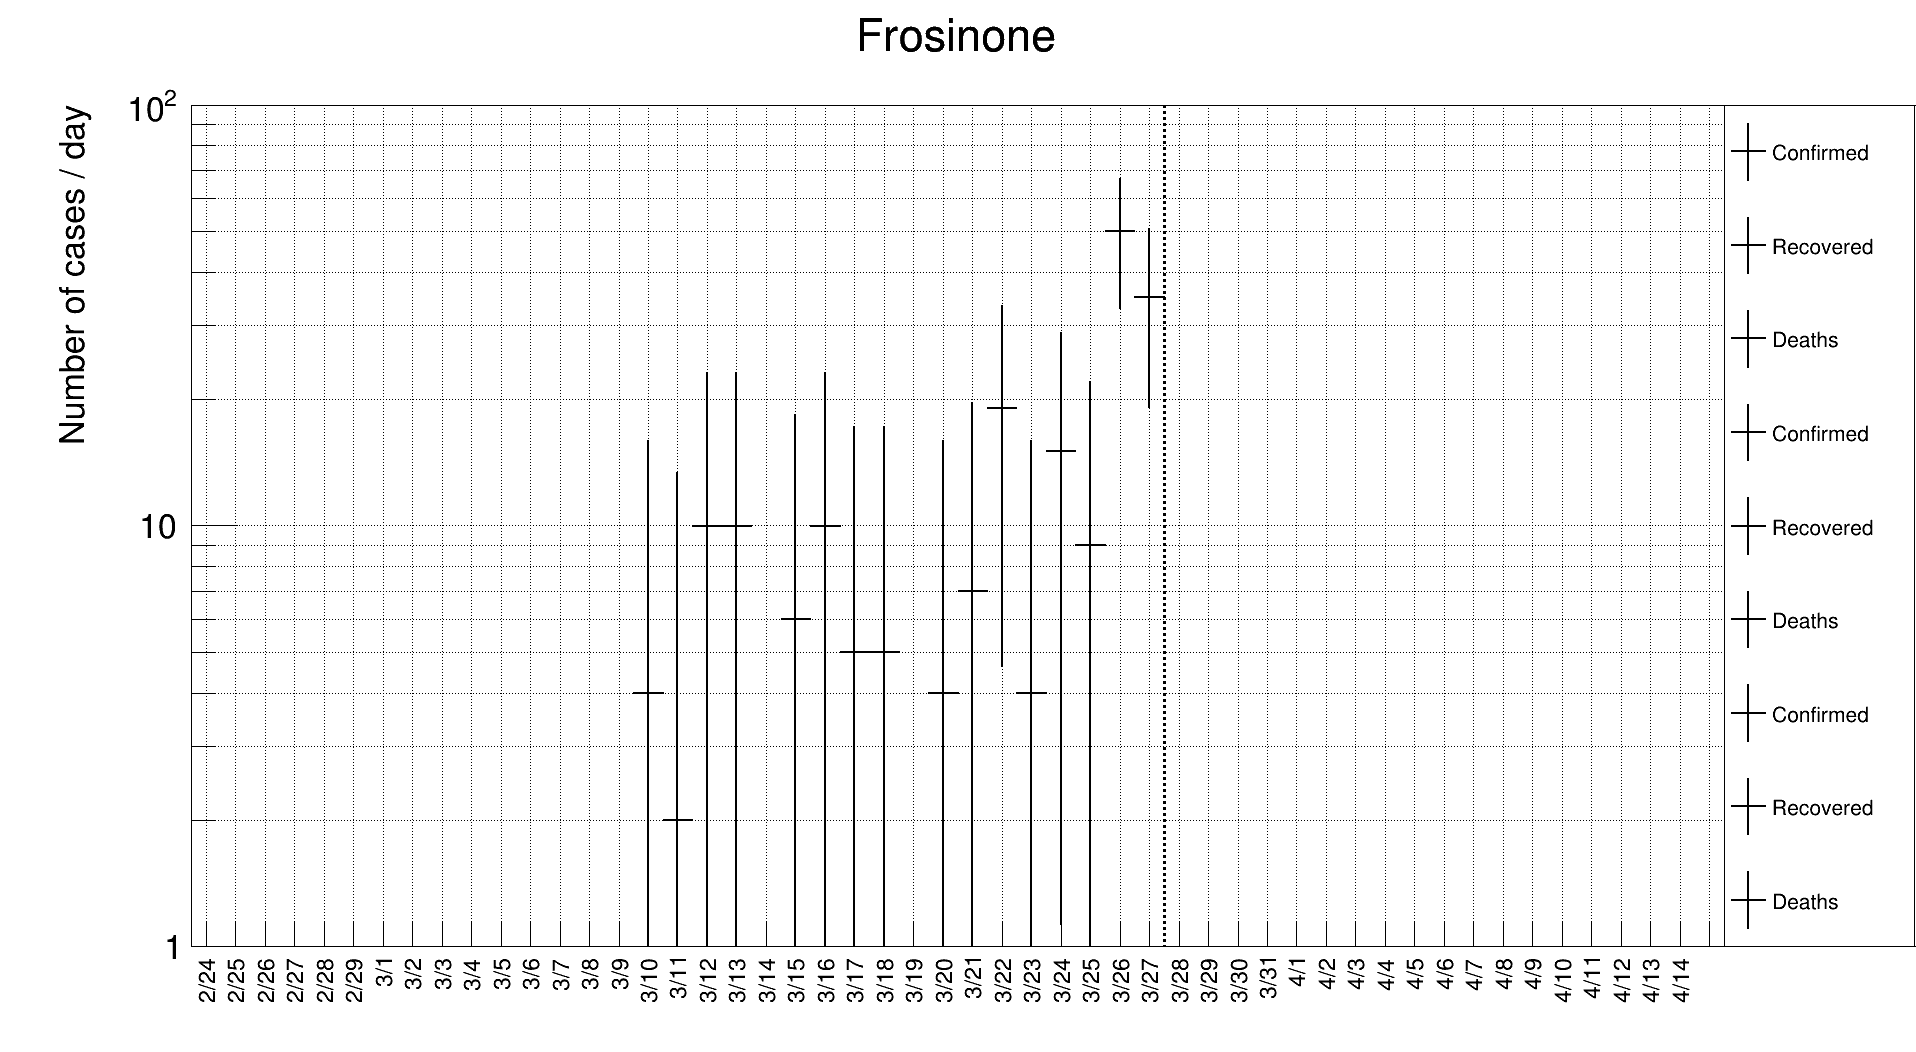 Frosinone
Number of cases / day
10²
10
1
2/24 2/25 2/26 2/27 2/28 2/29 3/1 3/2 3/3 3/4 3/5 3/6 3/7 3/8 3/9 3/10 3/11 3/12 3/13 3/14 3/15 3/16 3/17 3/18 3/19 3/20 3/21 3/22 3/23 3/24 3/25 3/26 3/27 3/28 3/29 3/30 3/31 4/1 4/2 4/3 4/4 4/5 4/6 4/7 4/8 4/9 4/10 4/11 4/12 4/13 4/14
Confirmed
Recovered
Deaths
Confirmed
Recovered
Deaths
Confirmed
Recovered
Deaths